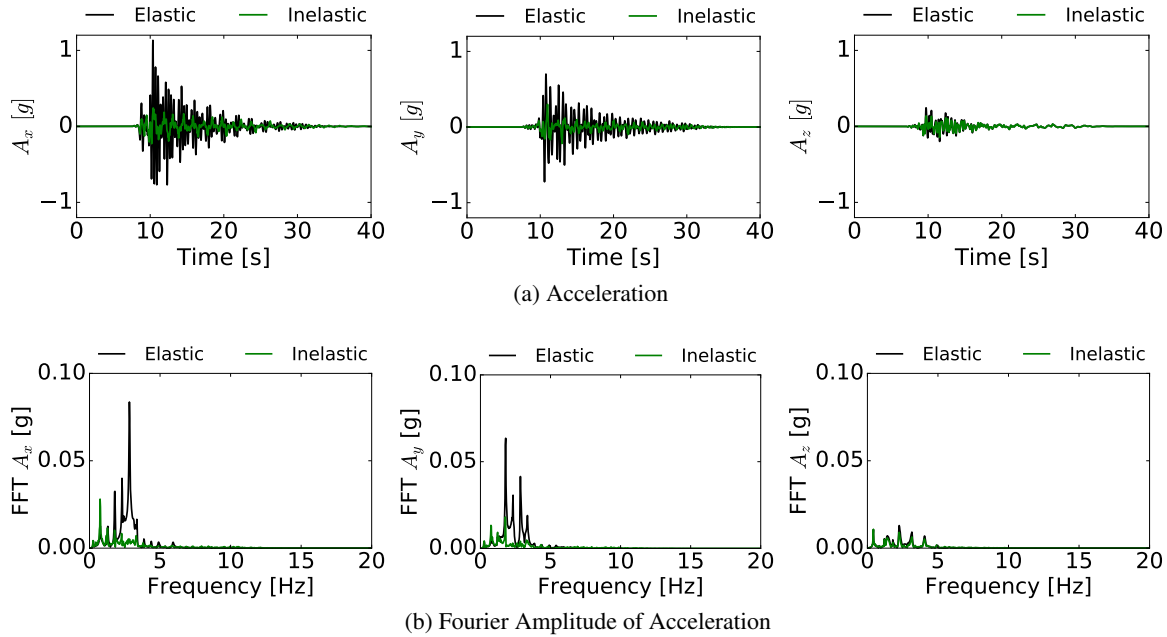 Elastic Inelastic Elastic Inelastic Elastic Inelastic
1 1 1
0 0 0
−1 −1 −1
A_x [g] A_y [g] A_z [g]
0 10 20 30 40 0 10 20 30 40 0 10 20 30 40
Time [s] Time [s] Time [s]
(a) Acceleration
Elastic Inelastic Elastic Inelastic Elastic Inelastic
0.10 0.10 0.10
0.05 0.05 0.05
0.00 0.00 0.00
FFT A_x [g] FFT A_y [g] FFT A_z [g]
0 5 10 15 20 0 5 10 15 20 0 5 10 15 20
Frequency [Hz] Frequency [Hz] Frequency [Hz]
(b) Fourier Amplitude of Acceleration